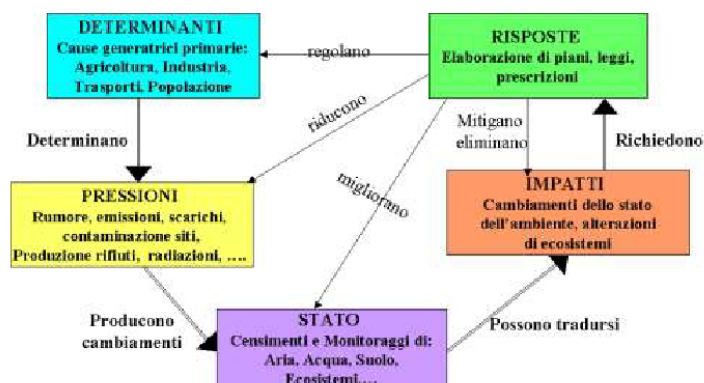 DETERMINANTI
Cause generatrici primarie:
Agricoltura, Industria,
Trasporti, Popolazione
regolano
RISPOSTE
Elaborazione di piani, leggi,
prescrizioni
Determinano
riducono
Mitigano
eliminano
Richiedono
migliorano
PRESSIONI
Rumore, emissioni, scarichi,
contaminazione siti,
Produzione rifiuti, radiazioni, ....
IMPATTI
Cambiamenti dello stato
dell'ambiente, alterazioni
di ecosistemi
Producono
cambiamenti
STATO
Censimenti e Monitoraggi di:
Aria, Acqua, Suolo,
Ecosistemi,...
Possono tradursi